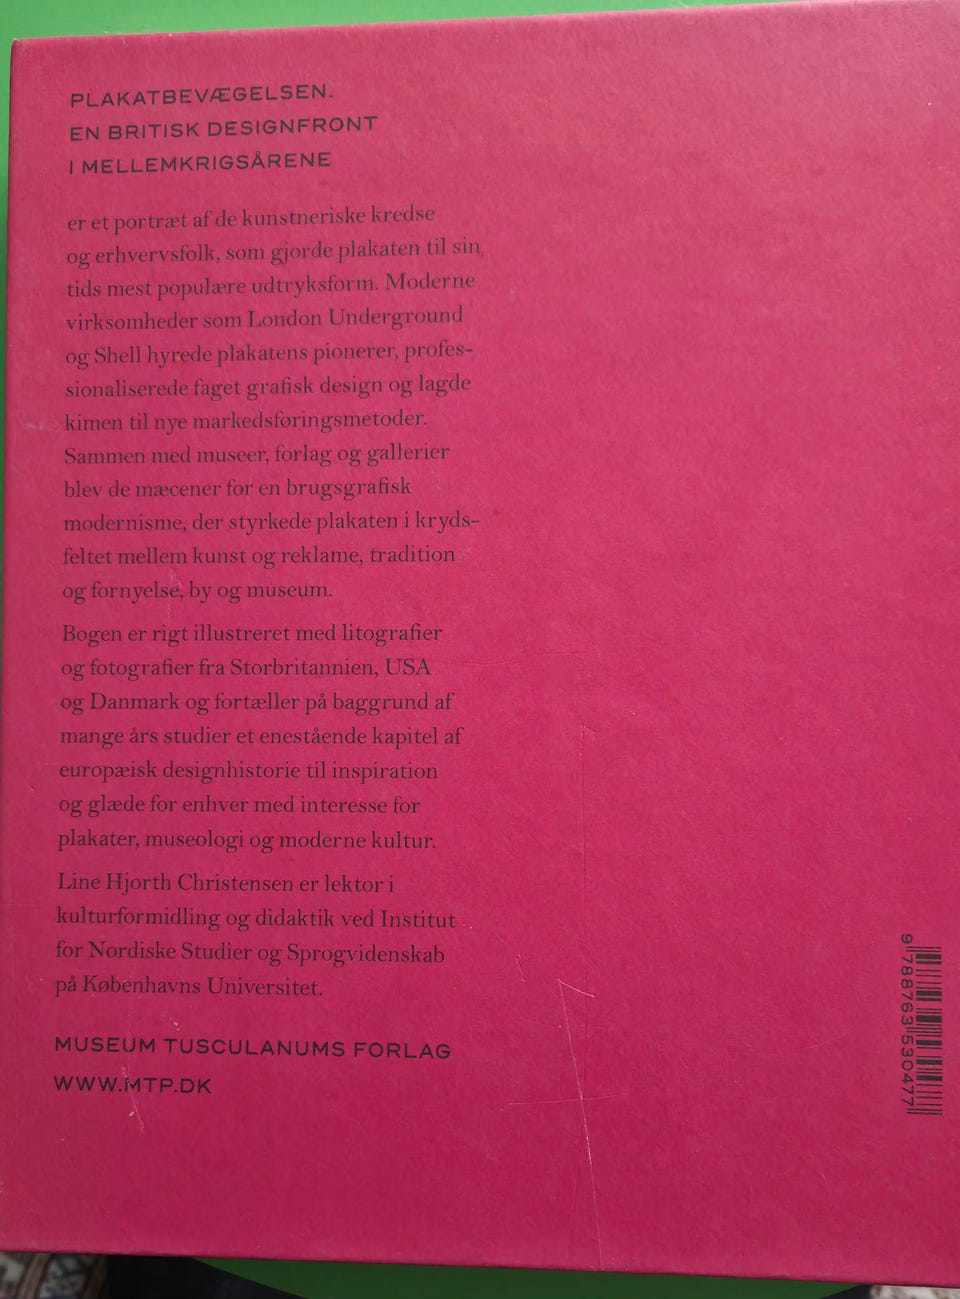 PLAKATBEVÆGELSEN.
EN BRITISK DESIGNFRONT
I MELLEMKRIGSÅRENE
er et portræt af de kunstneriske kredse
og erhvervsfolk, som gjorde plakaten til sin
tids mest populære udtryksform. Moderne
virksomheder som London Underground
og Shell hyrede plakatens pionerer, profes-
sionaliserede faget grafisk design og lagde
kimen til nye markedsføringsmetoder.
Sammen med museer, forlag og gallerier
blev de mæcener for en brugsgrafisk
modernisme, der styrkede plakaten i kryds-
feltet mellem kunst og reklame, tradition
og fornyelse, by og museum.
Bogen er rigt illustreret med litografier
og fotografier fra Storbritannien, USA
og Danmark og fortæller på baggrund af
mange års studier et enestående kapitel af
europæisk designhistorie til inspiration
og glæde for enhver med interesse for
plakater, museologi og moderne kultur.
Line Hjorth Christensen er lektor i
kulturformidling og didaktik ved Institut
for Nordiske Studier og Sprogvidenskab
på Københavns Universitet.
MUSEUM TUSCULANUMS FORLAG
WWW.MTP.DK
9 788763 530477